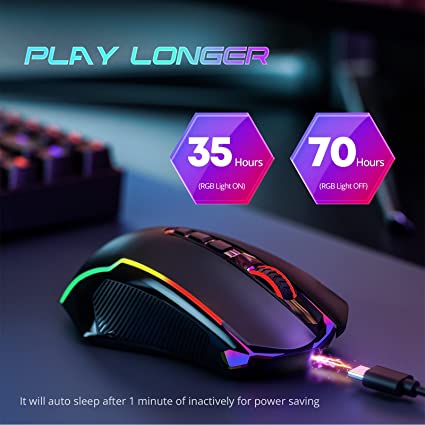 PLAY LONGER
35 Hours
(RGB Light ON)
70 Hours
(RGB Light OFF)
It will auto sleep after 1 minute of inactively for power saving